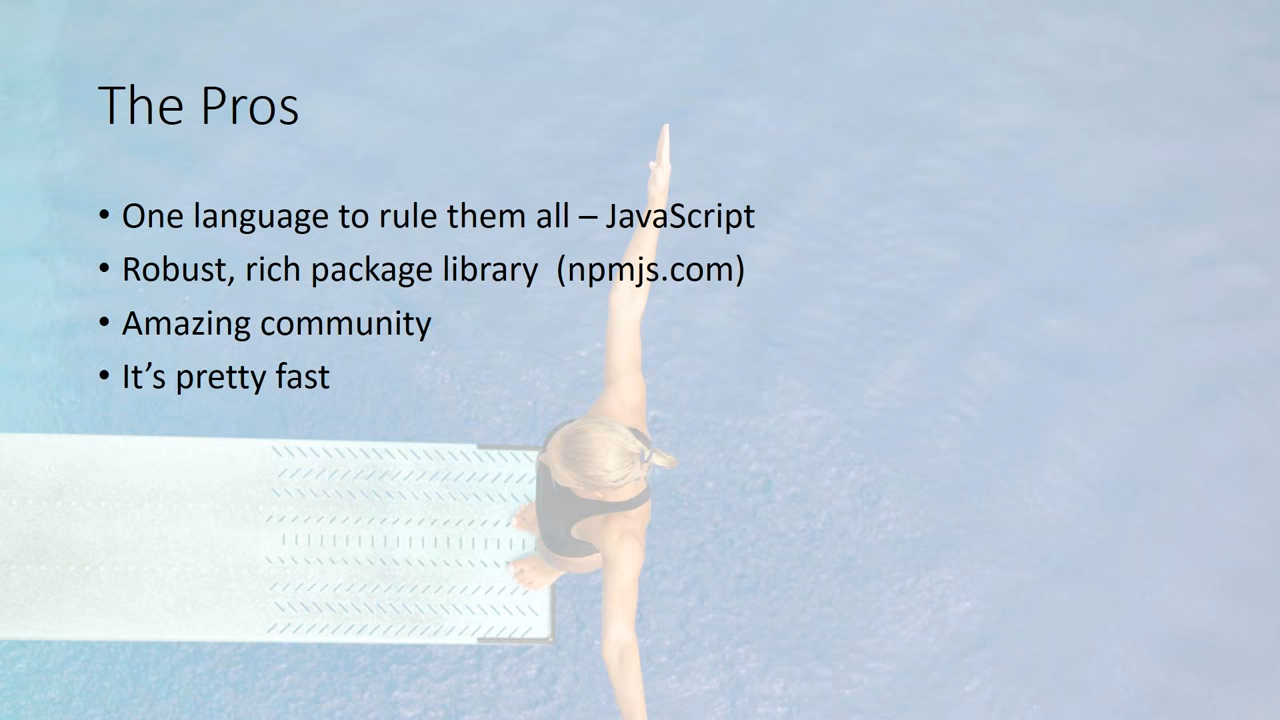 The Pros
• One language to rule them all – JavaScript
• Robust, rich package library  (npmjs.com)
• Amazing community
• It’s pretty fast